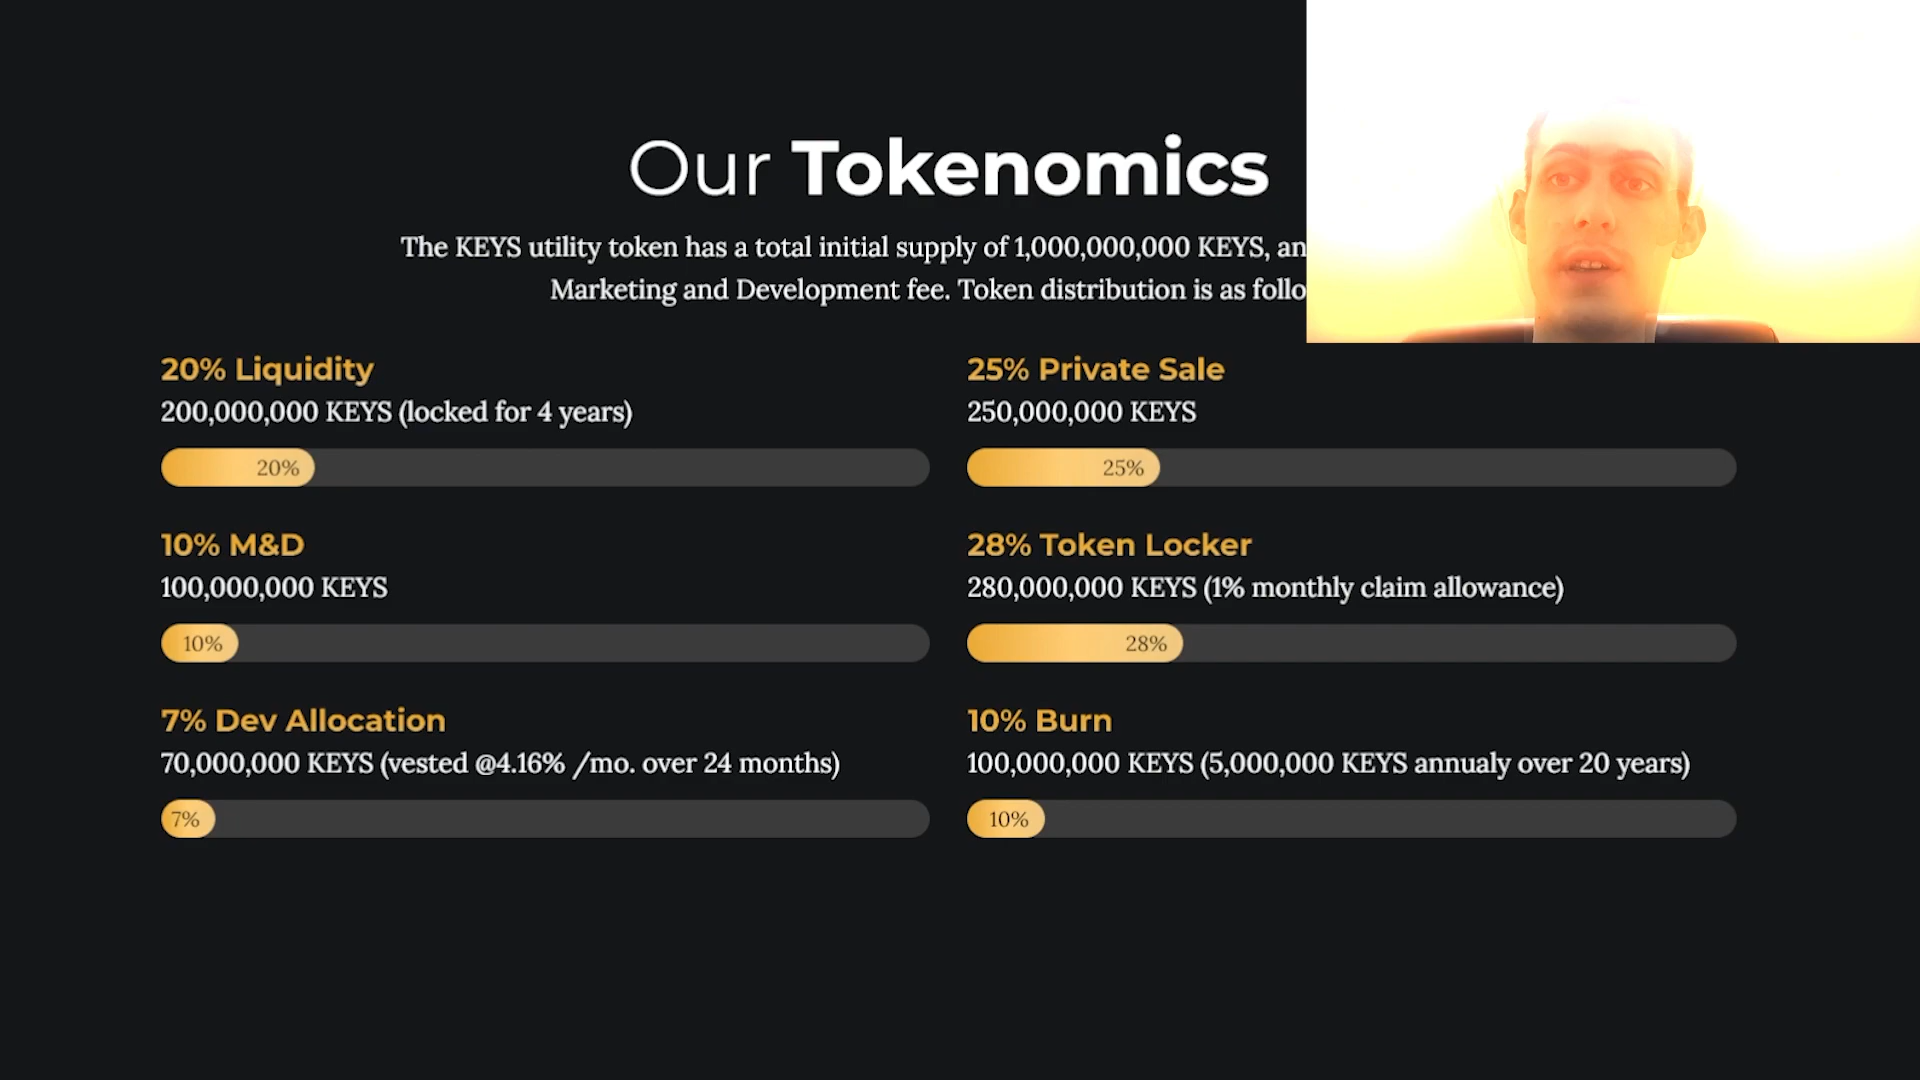 Our Tokenomics
The KEYS utility token has a total initial supply of 1,000,000,000 KEYS, an
Marketing and Development fee. Token distribution is as follo
20% Liquidity
200,000,000 KEYS (locked for 4 years)
20%
25% Private Sale
250,000,000 KEYS
25%
10% M&D
100,000,000 KEYS
10%
28% Token Locker
280,000,000 KEYS (1% monthly claim allowance)
28%
7% Dev Allocation
70,000,000 KEYS (vested @4.16% /mo. over 24 months)
7%
10% Burn
100,000,000 KEYS (5,000,000 KEYS annualy over 20 years)
10%